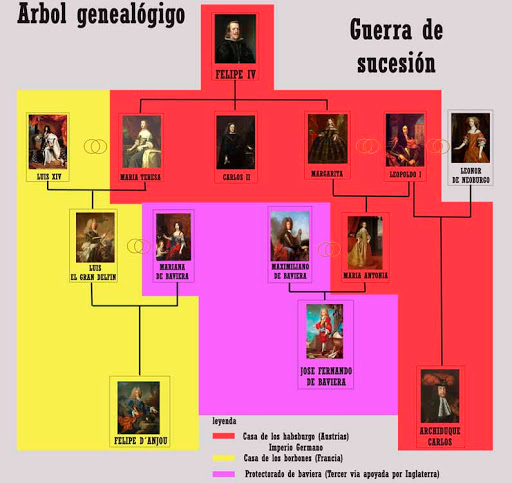 Arbol genealógigo
Guerra de
sucesión
FELIPE IV
LUIS XIV
MARIA TERESA
CARLOS II
MARGARITA
LEOPOLDO I
LEONOR
DE NEOBURGO
LUIS
EL GRAN DELFIN
MARIANA
DE BAVIERA
MAXIMILIANO
DE BAVIERA
MARIA ANTONIA
JOSE FERNANDO
DE BAVIERA
FELIPE D´ANJOU
ARCHIDUQUE
CARLOS
leyenda
Casa de los habsburgo (Austrias)
Imperio Germano
Casa de los borbones (Francia)
Protectorado de baviera (Tercer via apoyada por Inglaterra)